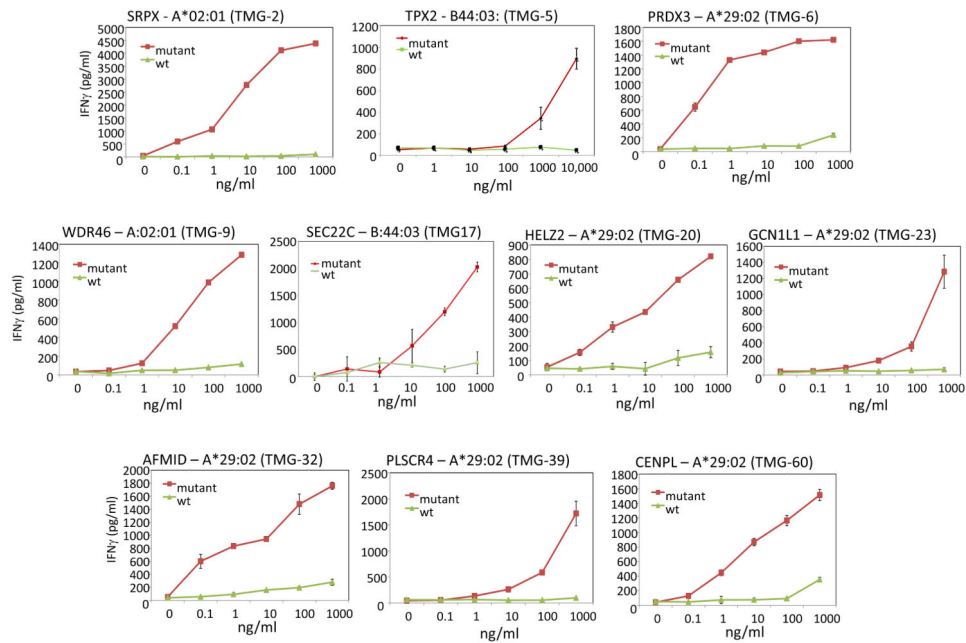 SRPX - A*02:01 (TMG-2)
5000
4500
4000
3500
3000
2500
2000
1500
1000
500
0
IFNγ (pg/ml)
mutant
wt
0 0.1 1 10 100 1000
ng/ml
TPX2 - B44:03: (TMG-5)
1200
1000
800
600
400
200
0
mutant
wt
0 0.1 1 10 100 1000 10,000
ng/ml
PRDX3 – A*29:02 (TMG-6)
1800
1600
1400
1200
1000
800
600
400
200
0
mutant
wt
0 0.1 1 10 100 1000
ng/ml
WDR46 – A:02:01 (TMG-9)
1400
1200
1000
800
600
400
200
0
IFNγ (pg/ml)
mutant
wt
0 0.1 1 10 100 1000
ng/ml
SEC22C – B:44:03 (TMG17)
2500
2000
1500
1000
500
0
mutant
wt
0 0.1 1 10 100 1000
ng/ml
HELZ2 – A*29:02 (TMG-20)
900
800
700
600
500
400
300
200
100
0
mutant
wt
0 0.1 1 10 100 1000
ng/ml
GCN1L1 – A*29:02 (TMG-23)
1600
1400
1200
1000
800
600
400
200
0
mutant
wt
0 0.1 1 10 100 1000
ng/ml
AFMID – A*29:02 (TMG-32)
2000
1800
1600
1400
1200
1000
800
600
400
200
0
IFNγ (pg/ml)
mutant
wt
0 0.1 1 10 100 1000
ng/ml
PLSCR4 – A*29:02 (TMG-39)
2500
2000
1500
1000
500
0
mutant
wt
0 0.1 1 10 100 1000
ng/ml
CENPL – A*29:02 (TMG-60)
1800
1600
1400
1200
1000
800
600
400
200
0
mutant
wt
0 0.1 1 10 100 1000
ng/ml